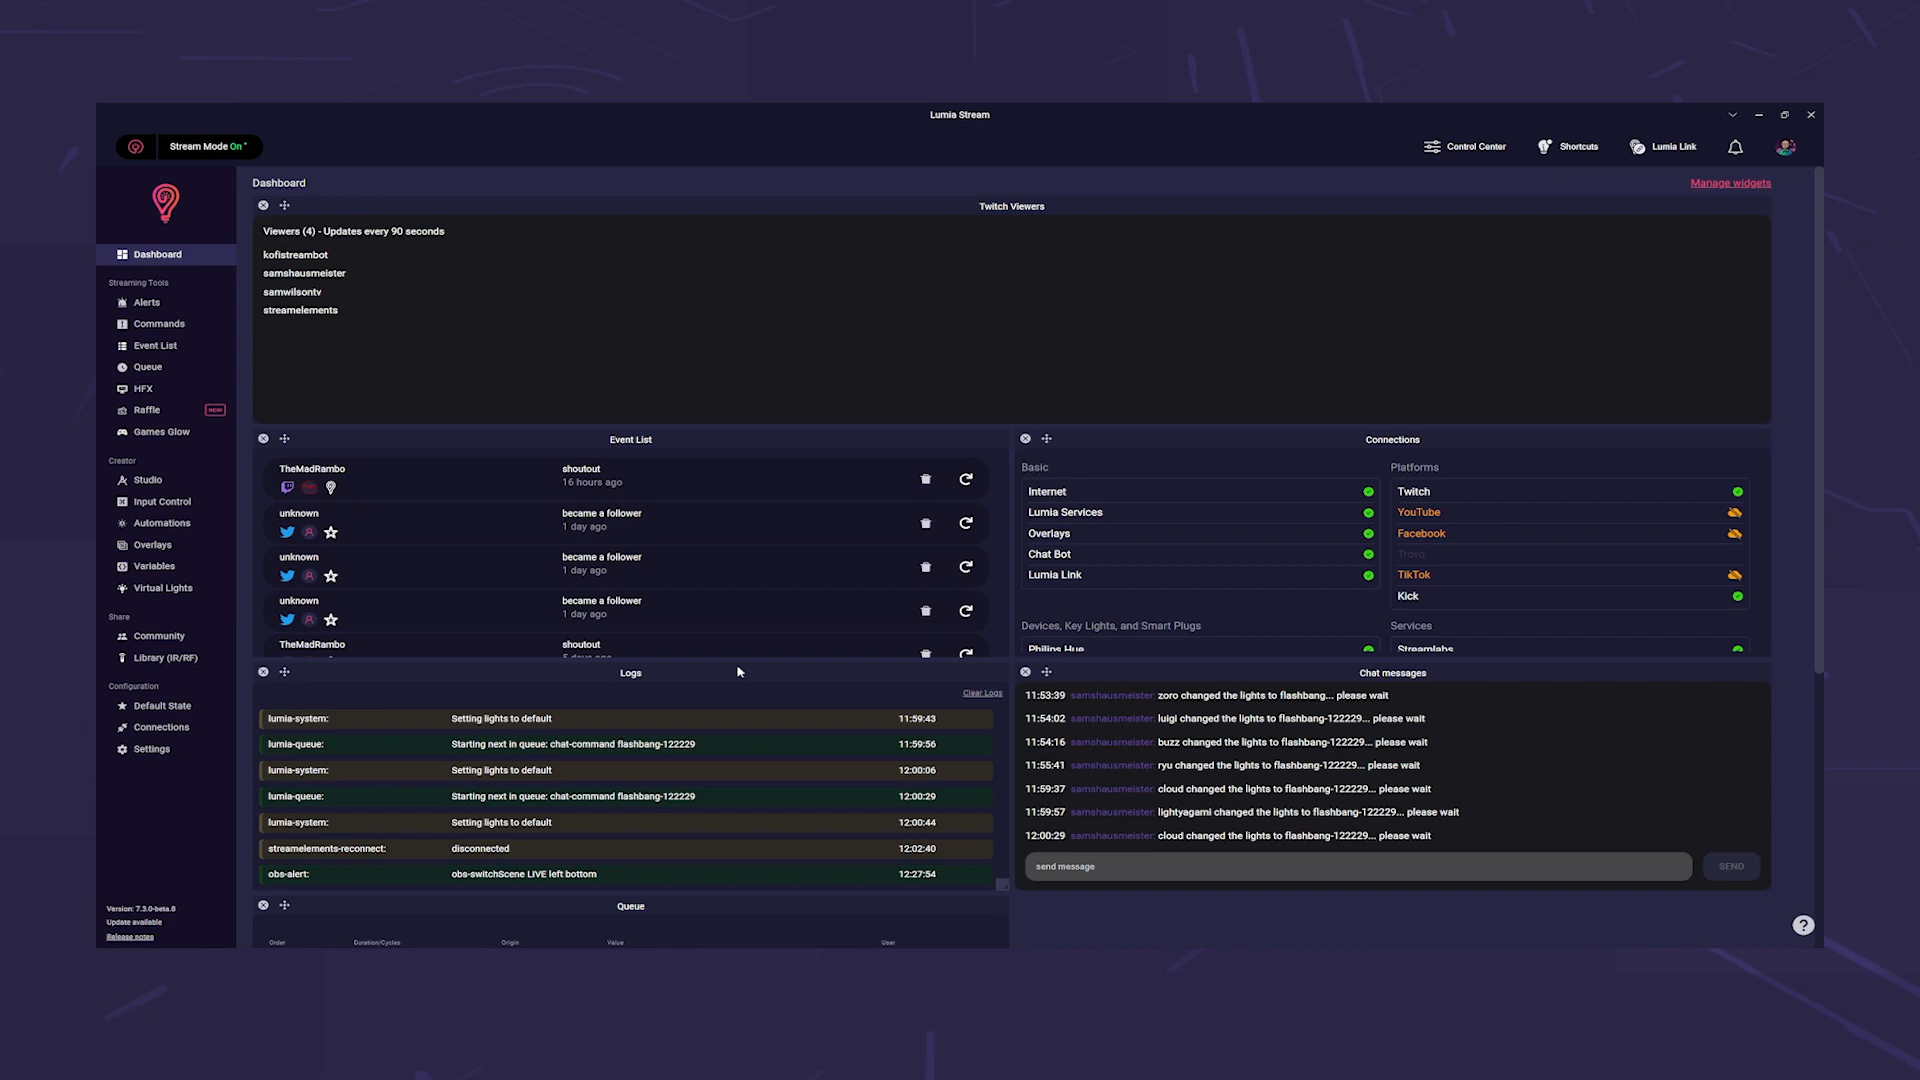 Lumia Stream
Stream Mode On *
Control Center
Shortcuts
Lumia Link
Dashboard
Manage widgets
Dashboard
Streaming Tools
Alerts
Commands
Event List
Queue
HFX
Raffle
NEW
Games Glow
Creator
Studio
Input Control
Automations
Overlays
Variables
Virtual Lights
Share
Community
Library (IR/RF)
Configuration
Default State
Connections
Settings
Version: 7.3.0-beta.8
Update available
Release notes
Twitch Viewers
Viewers (4) - Updates every 90 seconds
kofistreambot
samshausmeister
samwilsontv
streamelements
Event List
TheMadRambo shoutout
16 hours ago
unknown became a follower
1 day ago
unknown became a follower
1 day ago
unknown became a follower
1 day ago
TheMadRambo shoutout
5 days ago
Connections
Basic
Internet
Lumia Services
Overlays
Chat Bot
Lumia Link
Platforms
Twitch
YouTube
Facebook
Trovo
TikTok
Kick
Devices, Key Lights, and Smart Plugs
Philips Hue
Services
Streamlabs
Logs
Clear Logs
lumia-system: Setting lights to default 11:59:43
lumia-queue: Starting next in queue: chat-command flashbang-122229 11:59:56
lumia-system: Setting lights to default 12:00:06
lumia-queue: Starting next in queue: chat-command flashbang-122229 12:00:29
lumia-system: Setting lights to default 12:00:44
streamelements-reconnect: disconnected 12:02:40
obs-alert: obs-switchScene LIVE left bottom 12:27:54
Chat messages
11:53:39 samshausmeister: zoro changed the lights to flashbang... please wait
11:54:02 samshausmeister: luigi changed the lights to flashbang-122229... please wait
11:54:16 samshausmeister: buzz changed the lights to flashbang-122229... please wait
11:55:41 samshausmeister: ryu changed the lights to flashbang-122229... please wait
11:59:37 samshausmeister: cloud changed the lights to flashbang-122229... please wait
11:59:57 samshausmeister: lightyagami changed the lights to flashbang-122229... please wait
12:00:29 samshausmeister: cloud changed the lights to flashbang-122229... please wait
send message
SEND
Queue
Order Duration/Cycles Origin Value User
?